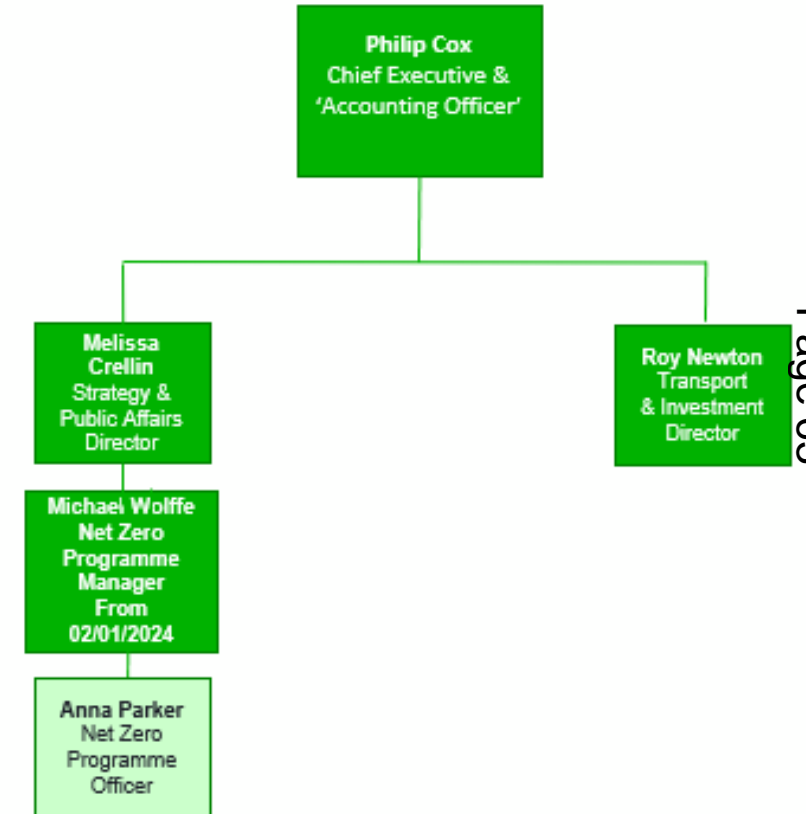 Philip Cox
Chief Executive &
‘Accounting Officer’
Melissa
Crellin
Strategy &
Public Affairs
Director
Roy Newton
Transport
& Investment
Director
Michael Wolffe
Net Zero
Programme
Manager
From
02/01/2024
Anna Parker
Net Zero
Programme
Officer